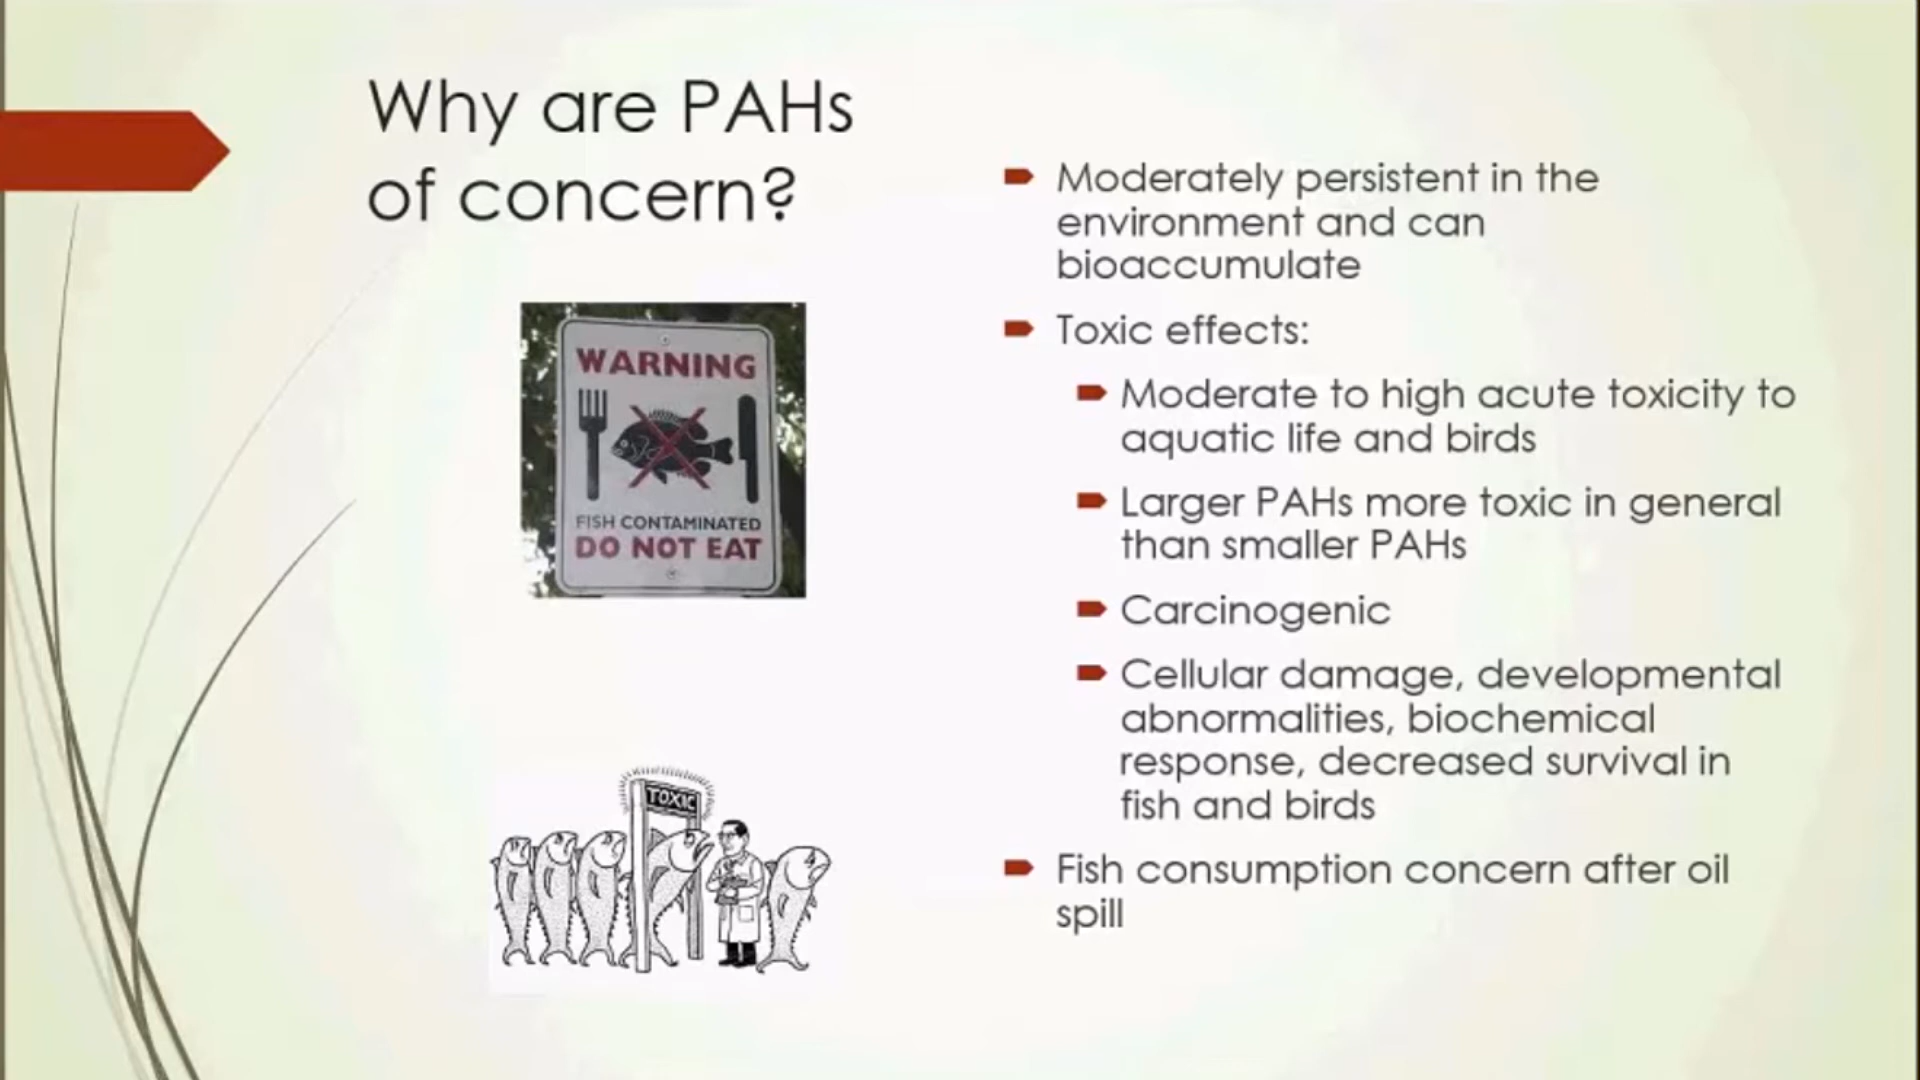 Why are PAHs
of concern?
WARNING
FISH CONTAMINATED
DO NOT EAT
TOXIC
Moderately persistent in the
environment and can
bioaccumulate
Toxic effects:
Moderate to high acute toxicity to
aquatic life and birds
Larger PAHs more toxic in general
than smaller PAHs
Carcinogenic
Cellular damage, developmental
abnormalities, biochemical
response, decreased survival in
fish and birds
Fish consumption concern after oil
spill